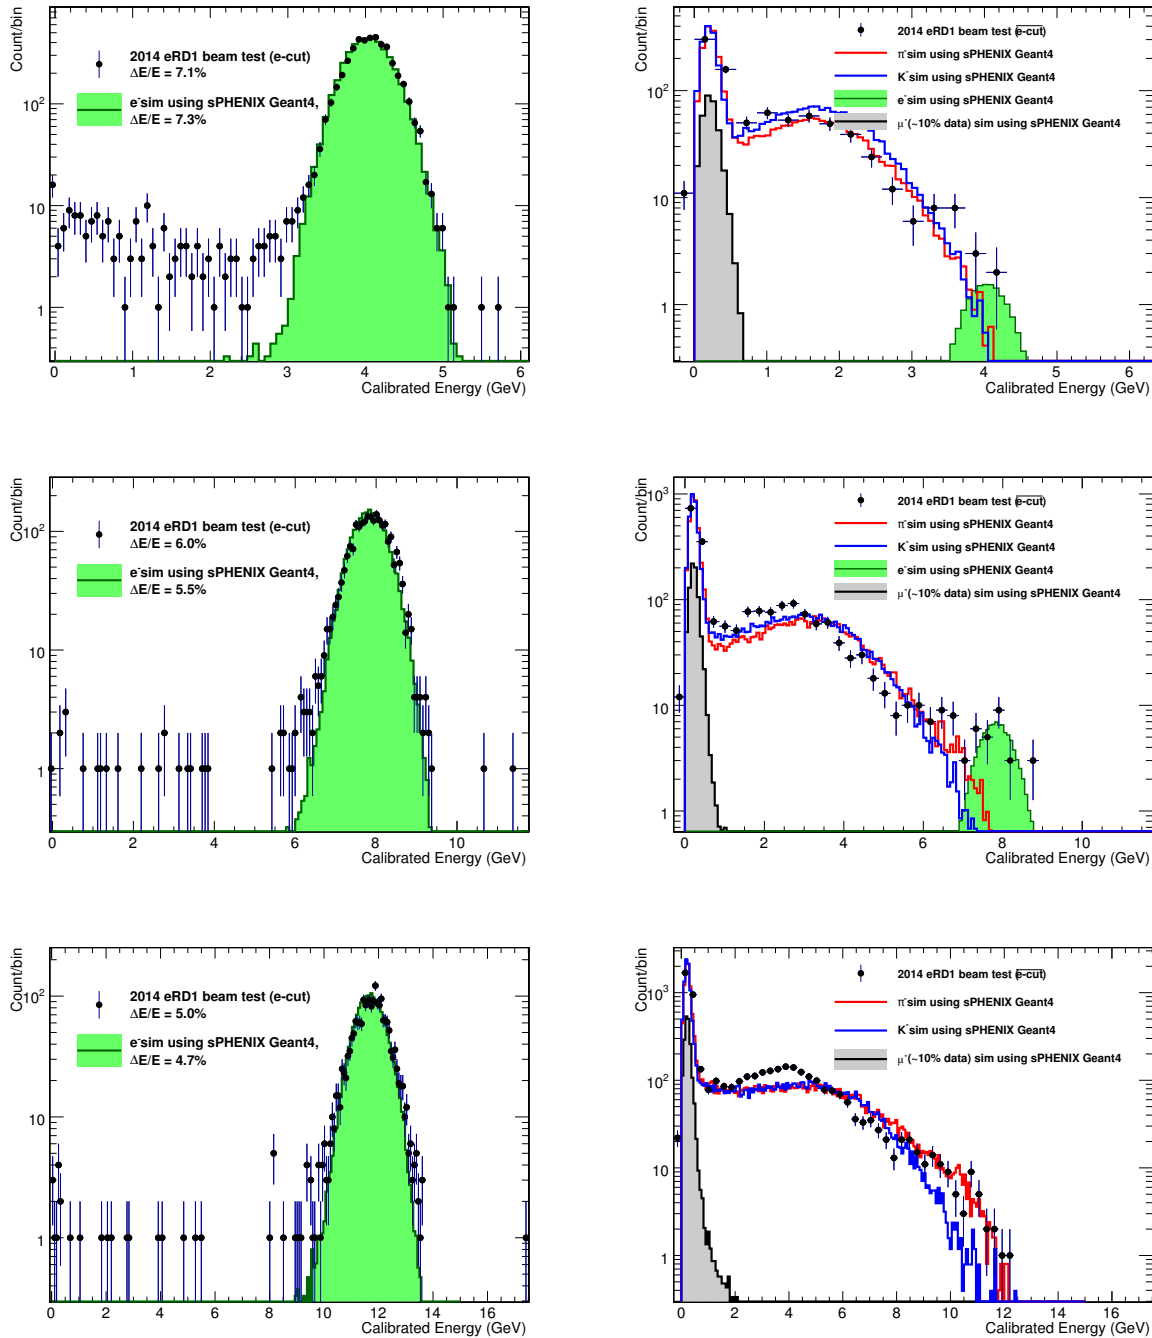 Count/bin
2014 eRD1 beam test (e-cut)
ΔE/E = 7.1%
e⁻sim using sPHENIX Geant4,
ΔE/E = 7.3%
10²
10
1
0 1 2 3 4 5 6
Calibrated Energy (GeV)
Count/bin
2014 eRD1 beam test (e-cut)
π⁻sim using sPHENIX Geant4
K⁻sim using sPHENIX Geant4
e⁻sim using sPHENIX Geant4
μ⁻(~10% data) sim using sPHENIX Geant4
10²
10
1
0 1 2 3 4 5 6
Calibrated Energy (GeV)
Count/bin
2014 eRD1 beam test (e-cut)
ΔE/E = 6.0%
e⁻sim using sPHENIX Geant4,
ΔE/E = 5.5%
10²
10
1
0 2 4 6 8 10
Calibrated Energy (GeV)
Count/bin
10³
2014 eRD1 beam test (e-cut)
π⁻sim using sPHENIX Geant4
K⁻sim using sPHENIX Geant4
e⁻sim using sPHENIX Geant4
μ⁻(~10% data) sim using sPHENIX Geant4
10²
10
1
0 2 4 6 8 10
Calibrated Energy (GeV)
Count/bin
2014 eRD1 beam test (e-cut)
ΔE/E = 5.0%
e⁻sim using sPHENIX Geant4,
ΔE/E = 4.7%
10²
10
1
0 2 4 6 8 10 12 14 16
Calibrated Energy (GeV)
Count/bin
2014 eRD1 beam test (e-cut)
π⁻sim using sPHENIX Geant4
K⁻sim using sPHENIX Geant4
μ⁻(~10% data) sim using sPHENIX Geant4
10³
10²
10
1
0 2 4 6 8 10 12 14 16
Calibrated Energy (GeV)